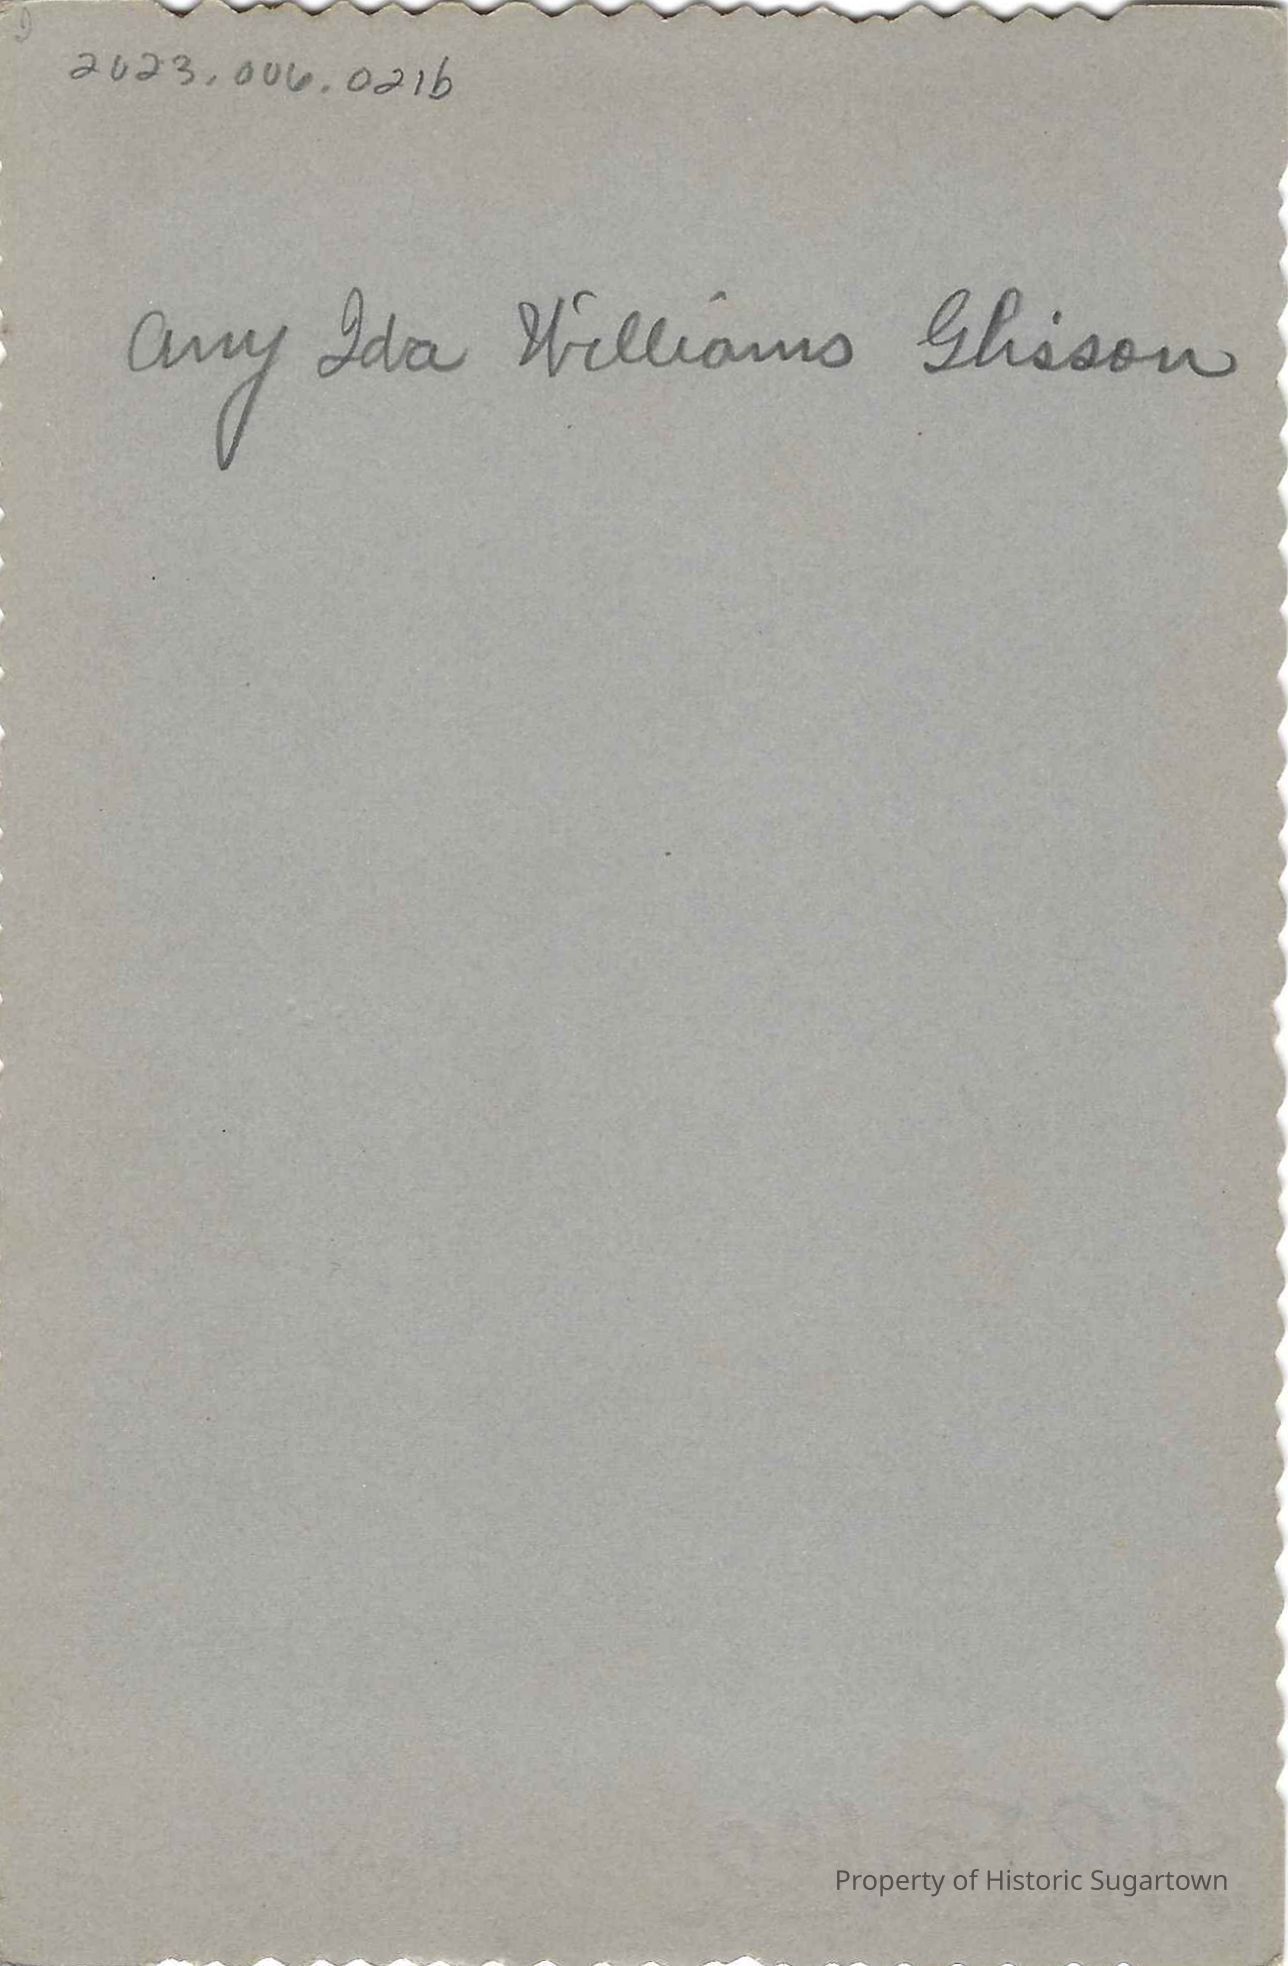 2023.006.021b
Amy Ida Williams Glisson
Property of Historic Sugartown